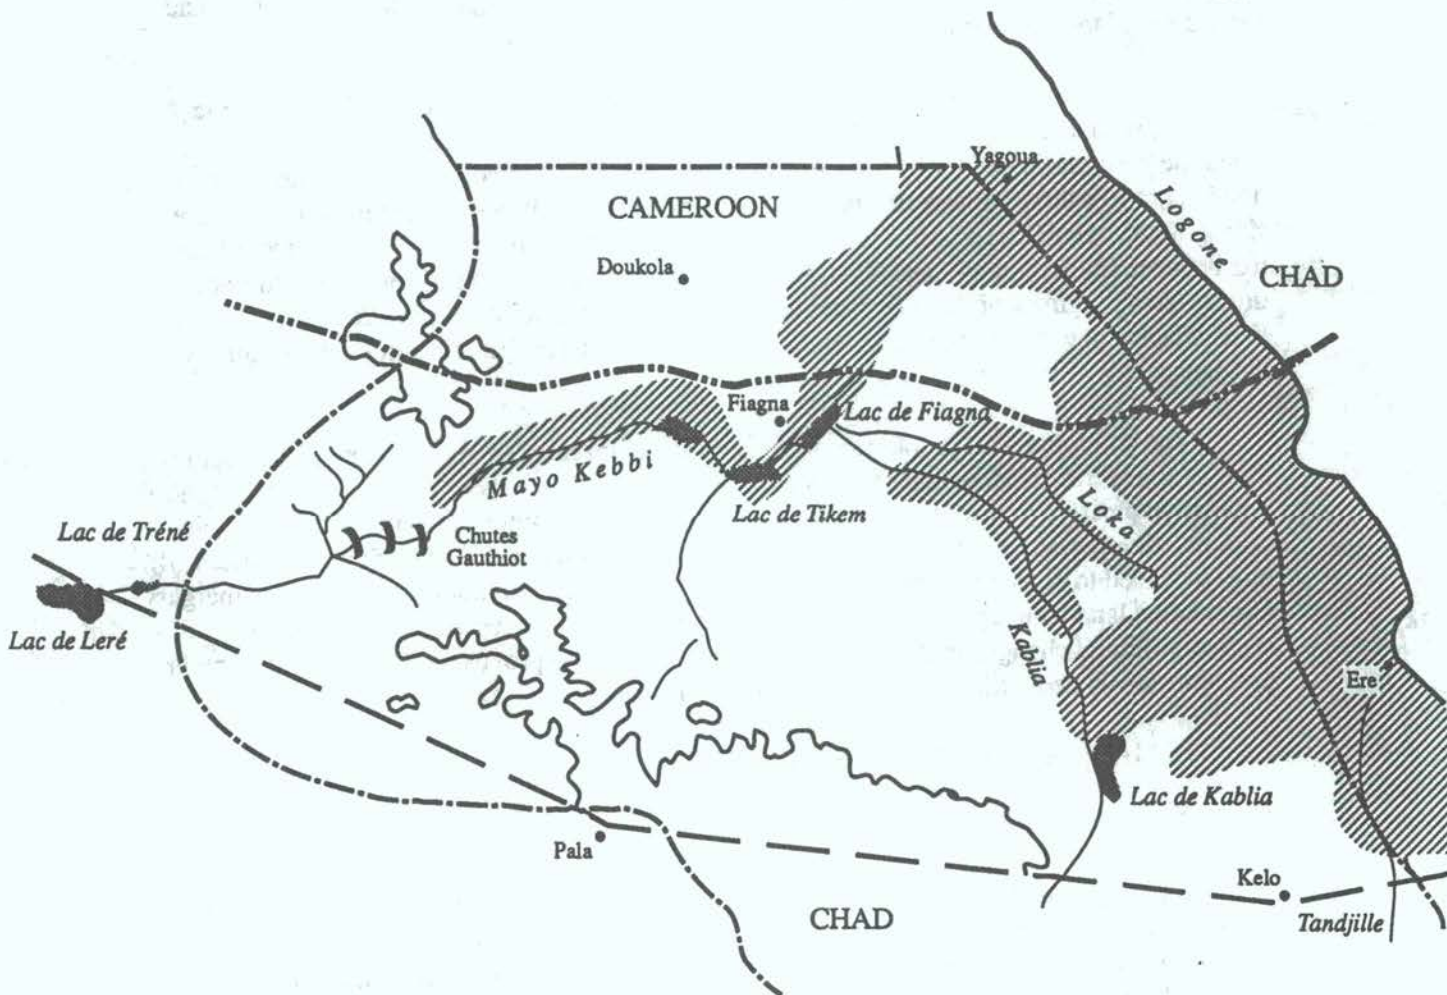 Yagoua
CAMEROON
Logone
Doukola
CHAD
Fiagna
Lac de Fiagna
Mayo Kebbi
Loka
Lac de Tikem
Lac de Tréné
Chutes
Gauthiot
Lac de Leré
Kablia
Ere
Lac de Kablia
Pala
Kelo
CHAD
Tandjille